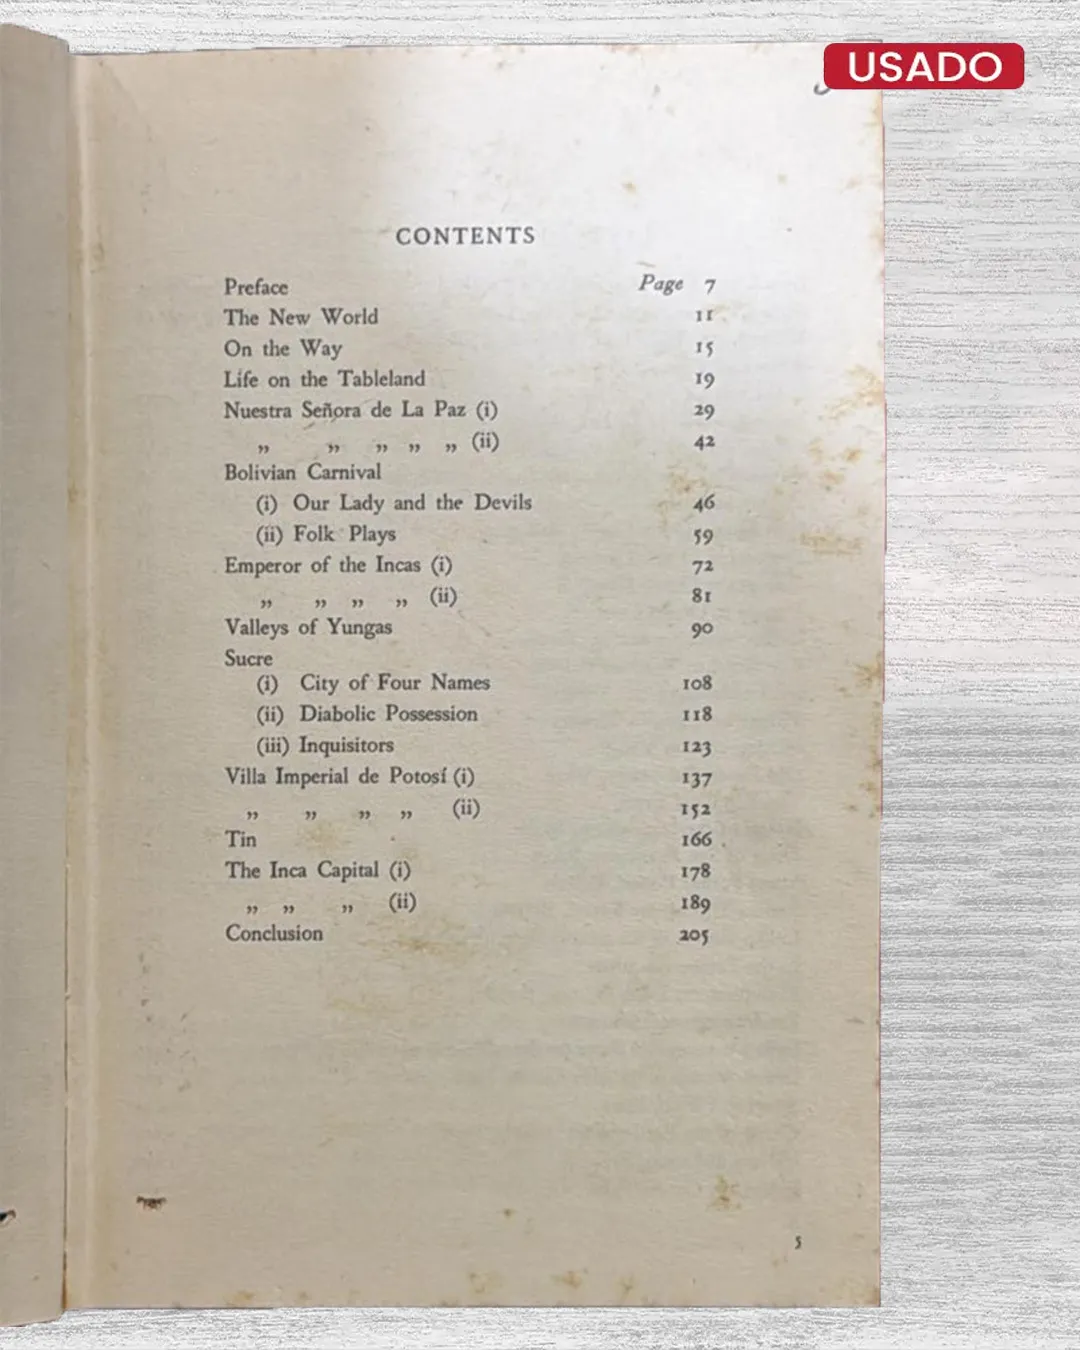 USADO
CONTENTS
Preface Page 7
The New World 11
On the Way 15
Life on the Tableland 19
Nuestra Señora de La Paz (i) 29
„ „ „ „ „ (ii) 42
Bolivian Carnival
(i) Our Lady and the Devils 46
(ii) Folk Plays 59
Emperor of the Incas (i) 72
„ „ „ „ (ii) 81
Valleys of Yungas 90
Sucre
(i) City of Four Names 108
(ii) Diabolic Possession 118
(iii) Inquisitors 123
Villa Imperial de Potosí (i) 137
„ „ „ „ (ii) 152
Tin 166
The Inca Capital (i) 178
„ „ „ (ii) 189
Conclusion 205
5